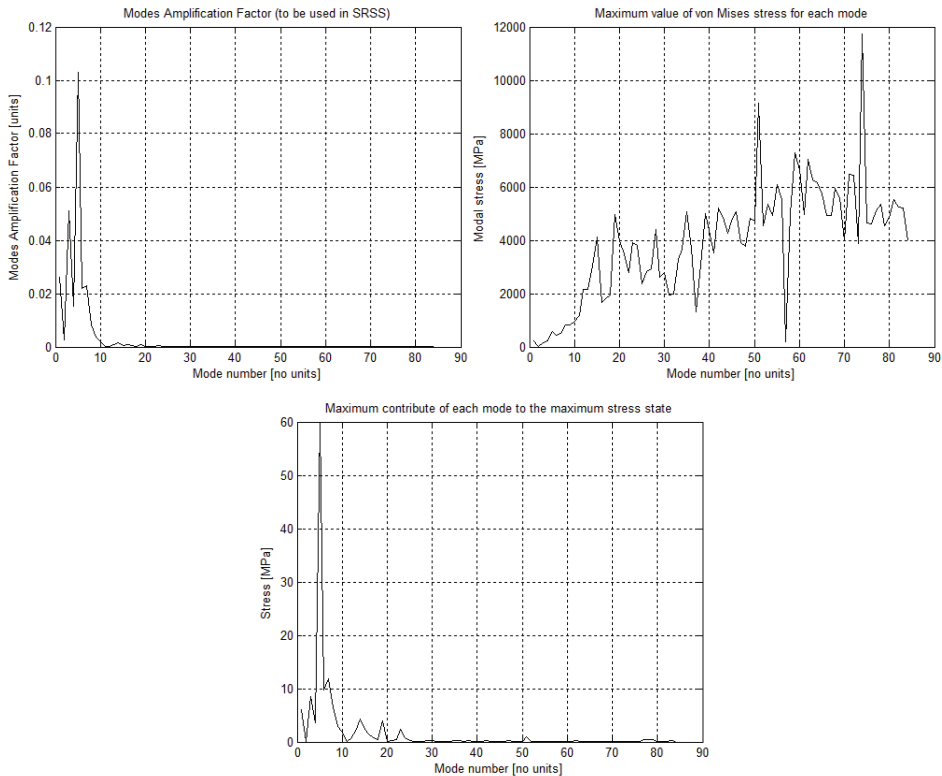 Modes Amplification Factor (to be used in SRSS)
Modes Amplification Factor [units]
0.12
0.1
0.08
0.06
0.04
0.02
0
0 10 20 30 40 50 60 70 80 90
Mode number [no units]
Maximum value of von Mises stress for each mode
Modal stress [MPa]
12000
10000
8000
6000
4000
2000
0
0 10 20 30 40 50 60 70 80 90
Mode number [no units]
Maximum contribute of each mode to the maximum stress state
Stress [MPa]
60
50
40
30
20
10
0
0 10 20 30 40 50 60 70 80 90
Mode number [no units]